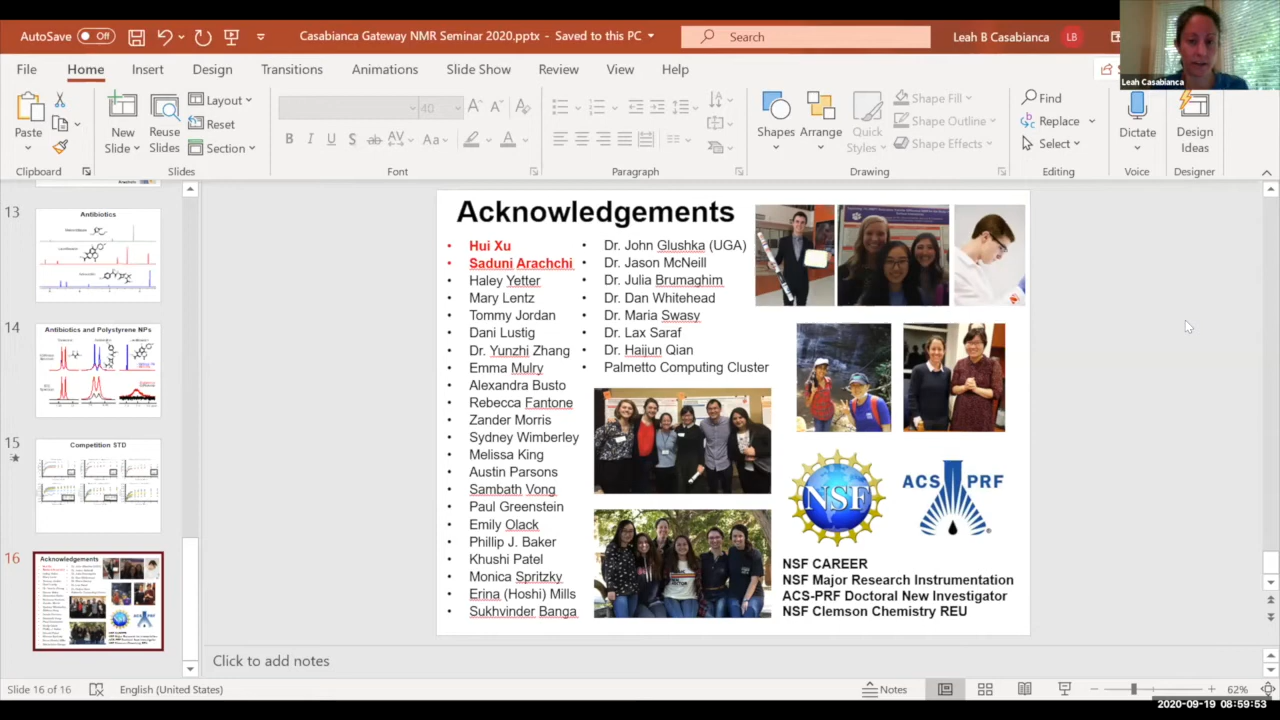 AutoSave Off Casabianca Gateway NMR Seminar 2020.pptx - Saved to this PC Search Leah B Casabianca LB
Leah Casabianca
File Home Insert Design Transitions Animations Slide Show Review View Help
Paste New Slide Reuse Slides Layout Reset Section
40
B I U S ab AV Aa A
Shapes Arrange Quick Styles Shape Fill Shape Outline Shape Effects
Find Replace Select
Dictate Design Ideas
Clipboard Slides Font Paragraph Drawing Editing Voice Designer
13
Antibiotics
14
Antibiotics and Polystyrene NPs
15
Competition STD
16
Acknowledgements
Acknowledgements
• Hui Xu
• Saduni Arachchi
• Haley Yetter
• Mary Lentz
• Tommy Jordan
• Dani Lustig
• Dr. Yunzhi Zhang
• Emma Mulry
• Alexandra Busto
• Rebecca Fantone
• Zander Morris
• Sydney Wimberley
• Melissa King
• Austin Parsons
• Sambath Vong
• Paul Greenstein
• Emily Olack
• Phillip J. Baker
• Khushi Patel
• Monica Spritzky
• Erina (Hoshi) Mills
• Sukhvinder Banga
• Dr. John Glushka (UGA)
• Dr. Jason McNeill
• Dr. Julia Brumaghim
• Dr. Dan Whitehead
• Dr. Maria Swasy
• Dr. Lax Saraf
• Dr. Haijun Qian
• Palmetto Computing Cluster
NSF
ACS PRF
NSF CAREER
NSF Major Research Instrumentation
ACS-PRF Doctoral New Investigator
NSF Clemson Chemistry REU
Click to add notes
Slide 16 of 16 English (United States) Notes 62%
2020-09-19 08:59:53